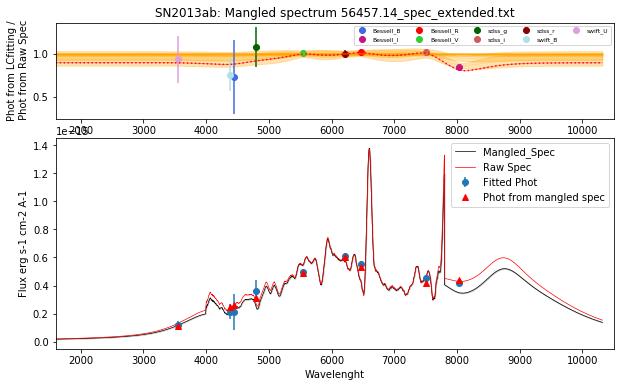 SN2013ab: Mangled spectrum 56457.14_spec_extended.txt
Phot from LCfitting /
Phot from Raw Spec
1.0
0.5
Bessell_B
Bessell_R
sdss_g
sdss_r
swift_U
Bessell_I
Bessell_V
sdss_i
swift_B
2000 3000 4000 5000 6000 7000 8000 9000 10000
Flux erg s-1 cm-2 A-1
1.4
1.2
1.0
0.8
0.6
0.4
0.2
0.0
Mangled_Spec
Raw Spec
Fitted Phot
Phot from mangled spec
2000 3000 4000 5000 6000 7000 8000 9000 10000
Wavelenght